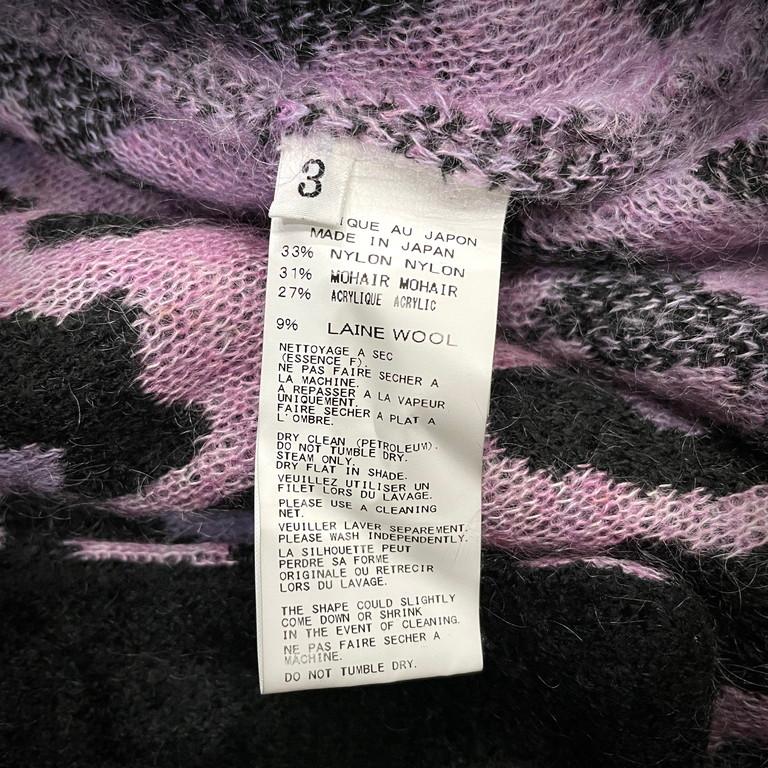 3
IQUE AU JAPON
MADE IN JAPAN
33% NYLON NYLON
31% MOHAIR MOHAIR
27% ACRYLIQUE ACRYLIC
9% LAINE WOOL
NETTOYAGE A SEC
(ESSENCE F).
NE PAS FAIRE SECHER A
LA MACHINE.
A REPASSER A LA VAPEUR
UNIQUEMENT.
FAIRE SECHER A PLAT A
L'OMBRE.
DRY CLEAN (PETROLEUM).
DO NOT TUMBLE DRY.
STEAM ONLY.
DRY FLAT IN SHADE.
VEUILLEZ UTILISER UN
FILET LORS DU LAVAGE.
PLEASE USE A CLEANING
NET.
VEUILLER LAVER SEPAREMENT.
PLEASE WASH INDEPENDENTLY.
LA SILHOUETTE PEUT
PERDRE SA FORME
ORIGINALE OU RETRECIR
LORS DU LAVAGE.
THE SHAPE COULD SLIGHTLY
COME DOWN OR SHRINK
IN THE EVENT OF CLEANING.
NE PAS FAIRE SECHER A
MACHINE.
DO NOT TUMBLE DRY.